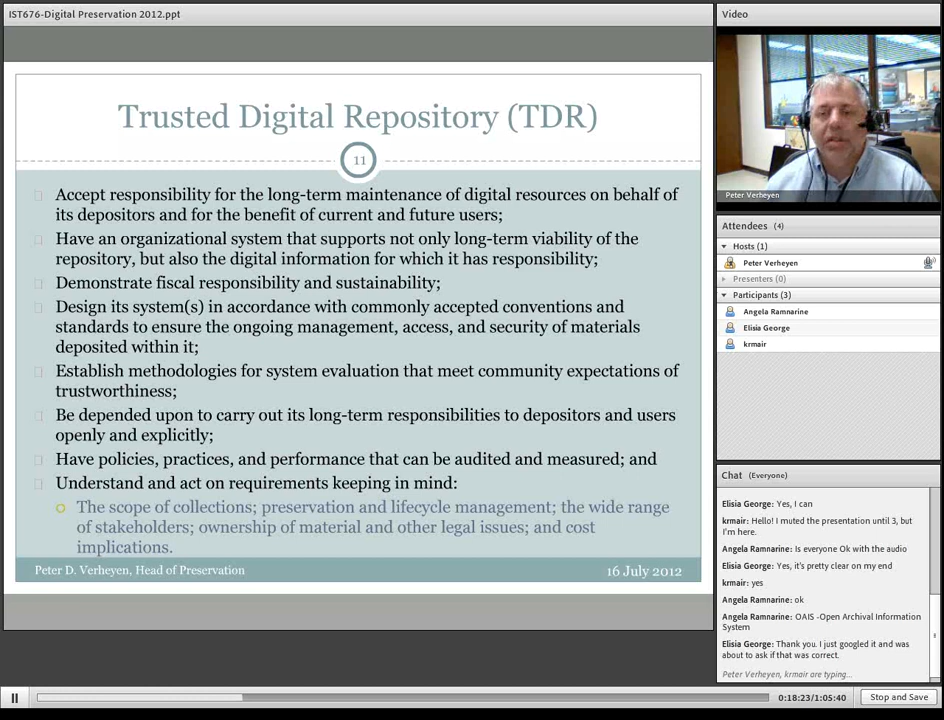 IST676-Digital Preservation 2012.ppt
Trusted Digital Repository (TDR)
11
Accept responsibility for the long-term maintenance of digital resources on behalf of
its depositors and for the benefit of current and future users;
Have an organizational system that supports not only long-term viability of the
repository, but also the digital information for which it has responsibility;
Demonstrate fiscal responsibility and sustainability;
Design its system(s) in accordance with commonly accepted conventions and
standards to ensure the ongoing management, access, and security of materials
deposited within it;
Establish methodologies for system evaluation that meet community expectations of
trustworthiness;
Be depended upon to carry out its long-term responsibilities to depositors and users
openly and explicitly;
Have policies, practices, and performance that can be audited and measured; and
Understand and act on requirements keeping in mind:
The scope of collections; preservation and lifecycle management; the wide range
of stakeholders; ownership of material and other legal issues; and cost
implications.
Peter D. Verheyen, Head of Preservation
16 July 2012
Video
Peter Verheyen
Attendees (4)
Hosts (1)
Peter Verheyen
Presenters (0)
Participants (3)
Angela Ramnarine
Elisia George
krmair
Chat (Everyone)
Elisia George: Yes, I can
krmair: Hello! I muted the presentation until 3, but
I'm here.
Angela Ramnarine: Is everyone Ok with the audio
Elisia George: Yes, it's pretty clear on my end
krmair: yes
Angela Ramnarine: ok
Angela Ramnarine: OAIS -Open Archival Information
System
Elisia George: Thank you. I just googled it and was
about to ask if that was correct.
Peter Verheyen, krmair are typing...
0:18:23/1:05:40
Stop and Save